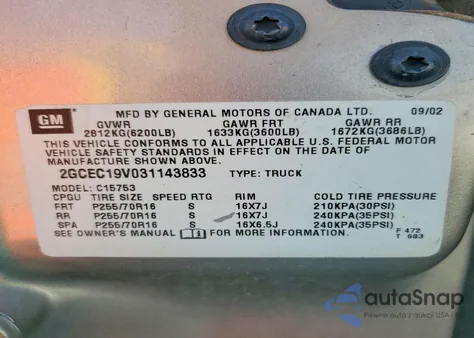 GM
MFD BY GENERAL MOTORS OF CANADA LTD. 09/02
GVWR GAWR FRT GAWR RR
2812KG(6200LB) 1633KG(3600LB) 1672KG(3686LB)
THIS VEHICLE CONFORMS TO ALL APPLICABLE U.S. FEDERAL MOTOR
VEHICLE SAFETY STANDARDS IN EFFECT ON THE DATE OF
MANUFACTURE SHOWN ABOVE.
2GCEC19V031143833 TYPE: TRUCK
MODEL: C15753
CPGU TIRE SIZE SPEED RTG RIM COLD TIRE PRESSURE
FRT P255/70R16 S 16X7J 210KPA(30PSI)
RR P255/70R16 S 16X7J 240KPA(35PSI)
SPA P255/70R16 S 16X6.5J 240KPA(35PSI)
SEE OWNER'S MANUAL FOR MORE INFORMATION. F 472
T 683
autoSnap
Pewne auto z USA